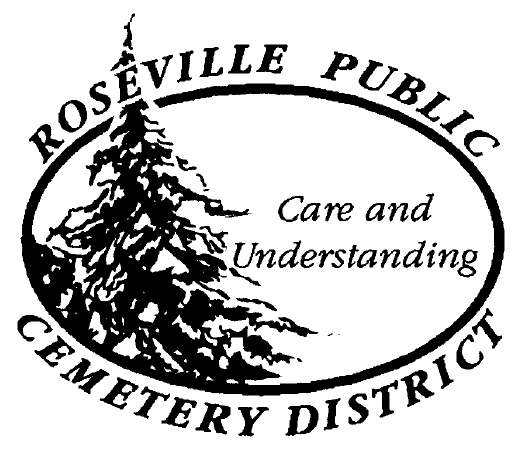 ROSEVILLE PUBLIC
Care and
Understanding
CEMETERY DISTRICT